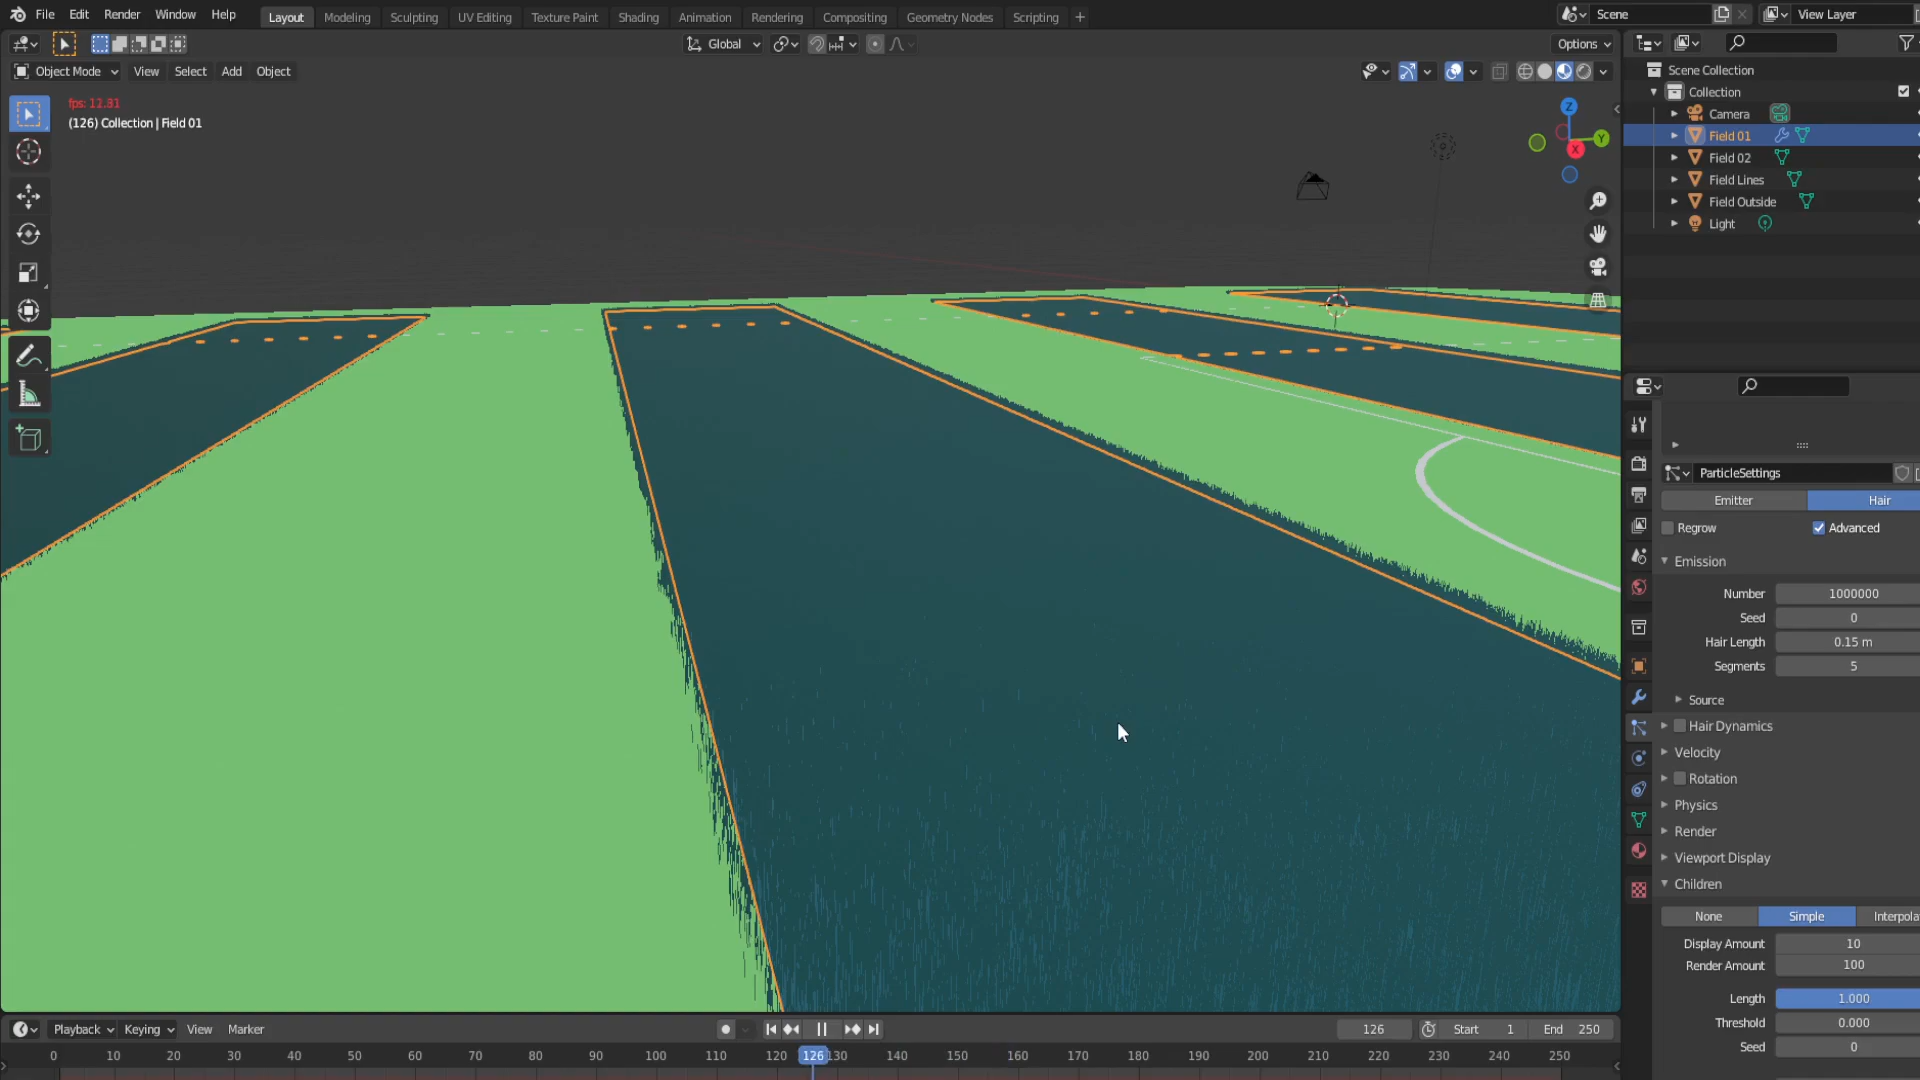 File Edit Render Window Help Layout Modeling Sculpting UV Editing Texture Paint Shading Animation Rendering Compositing Geometry Nodes Scripting + Scene View Layer
Global Options
Object Mode View Select Add Object
fps: 12.81
(126) Collection | Field 01
Z
Y
X
Scene Collection
Collection
Camera
Field 01
Field 02
Field Lines
Field Outside
Light
ParticleSettings
Emitter Hair
Regrow Advanced
Emission
Number 1000000
Seed 0
Hair Length 0.15 m
Segments 5
Source
Hair Dynamics
Velocity
Rotation
Physics
Render
Viewport Display
Children
None Simple Interpola
Display Amount 10
Render Amount 100
Length 1.000
Threshold 0.000
Seed 0
Playback Keying View Marker 126 Start 1 End 250
0 10 20 30 40 50 60 70 80 90 100 110 120 126 130 140 150 160 170 180 190 200 210 220 230 240 250